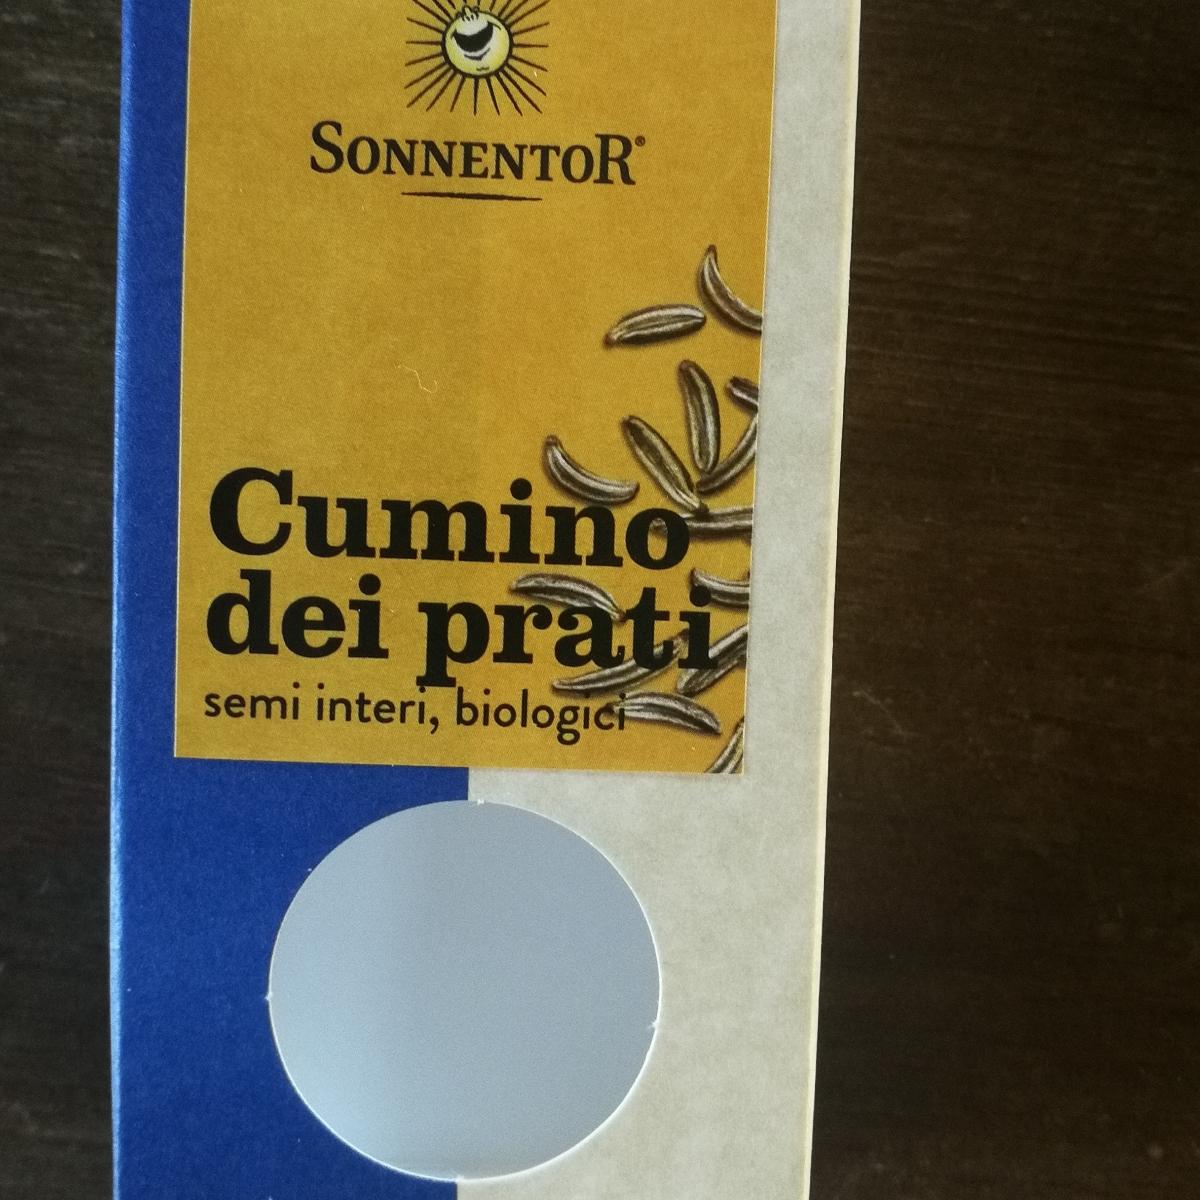 SONNENTOR®
Cumino
dei prati
semi interi, biologici